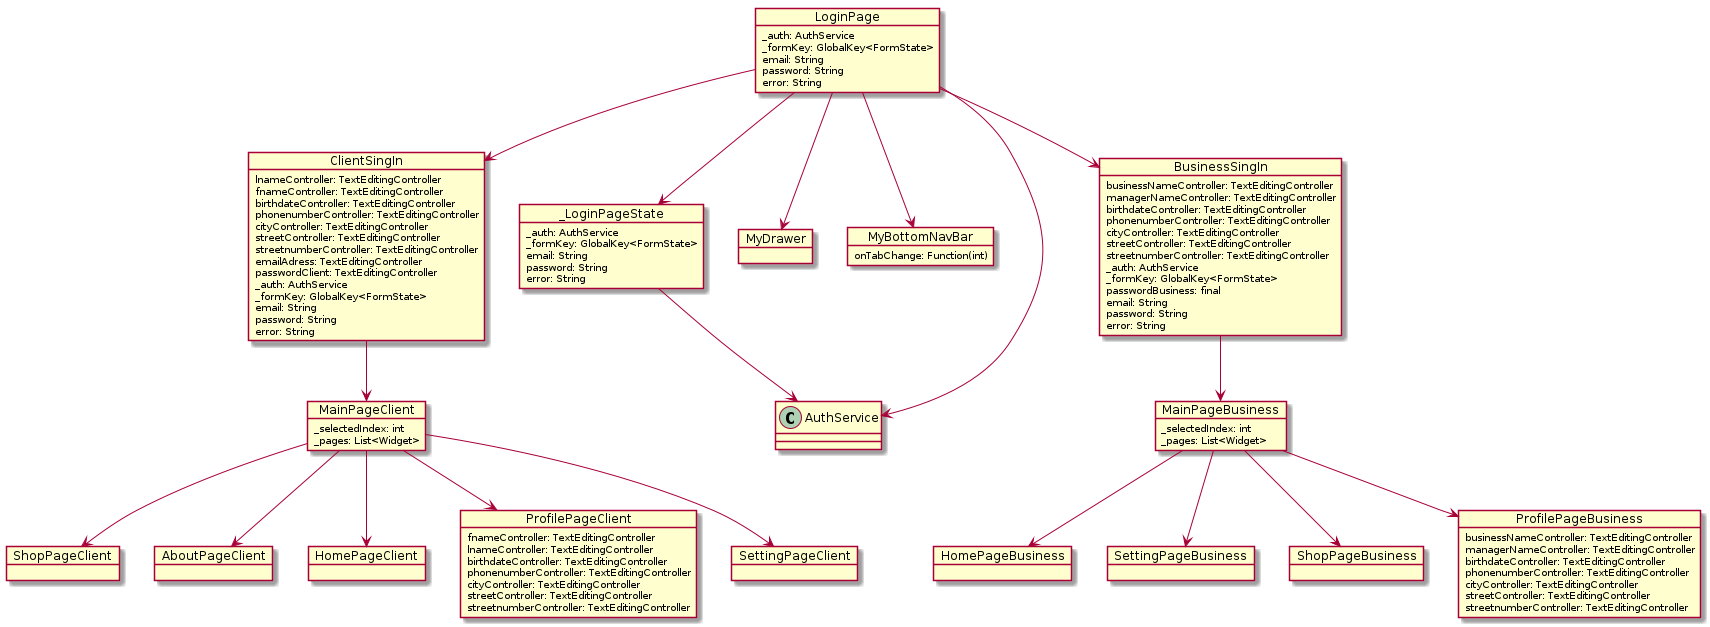 LoginPage
_auth: AuthService
_formKey: GlobalKey<FormState>
email: String
password: String
error: String
ClientSingIn
lnameController: TextEditingController
fnameController: TextEditingController
birthdateController: TextEditingController
phonenumberController: TextEditingController
cityController: TextEditingController
streetController: TextEditingController
streetnumberController: TextEditingController
emailAdress: TextEditingController
passwordClient: TextEditingController
_auth: AuthService
_formKey: GlobalKey<FormState>
email: String
password: String
error: String
_LoginPageState
_auth: AuthService
_formKey: GlobalKey<FormState>
email: String
password: String
error: String
MyDrawer
MyBottomNavBar
onTabChange: Function(int)
BusinessSingIn
businessNameController: TextEditingController
managerNameController: TextEditingController
birthdateController: TextEditingController
phonenumberController: TextEditingController
cityController: TextEditingController
streetController: TextEditingController
streetnumberController: TextEditingController
_auth: AuthService
_formKey: GlobalKey<FormState>
passwordBusiness: final
email: String
password: String
error: String
MainPageClient
_selectedIndex: int
_pages: List<Widget>
C AuthService
MainPageBusiness
_selectedIndex: int
_pages: List<Widget>
ShopPageClient
AboutPageClient
HomePageClient
ProfilePageClient
fnameController: TextEditingController
lnameController: TextEditingController
birthdateController: TextEditingController
phonenumberController: TextEditingController
cityController: TextEditingController
streetController: TextEditingController
streetnumberController: TextEditingController
SettingPageClient
HomePageBusiness
SettingPageBusiness
ShopPageBusiness
ProfilePageBusiness
businessNameController: TextEditingController
managerNameController: TextEditingController
birthdateController: TextEditingController
phonenumberController: TextEditingController
cityController: TextEditingController
streetController: TextEditingController
streetnumberController: TextEditingController